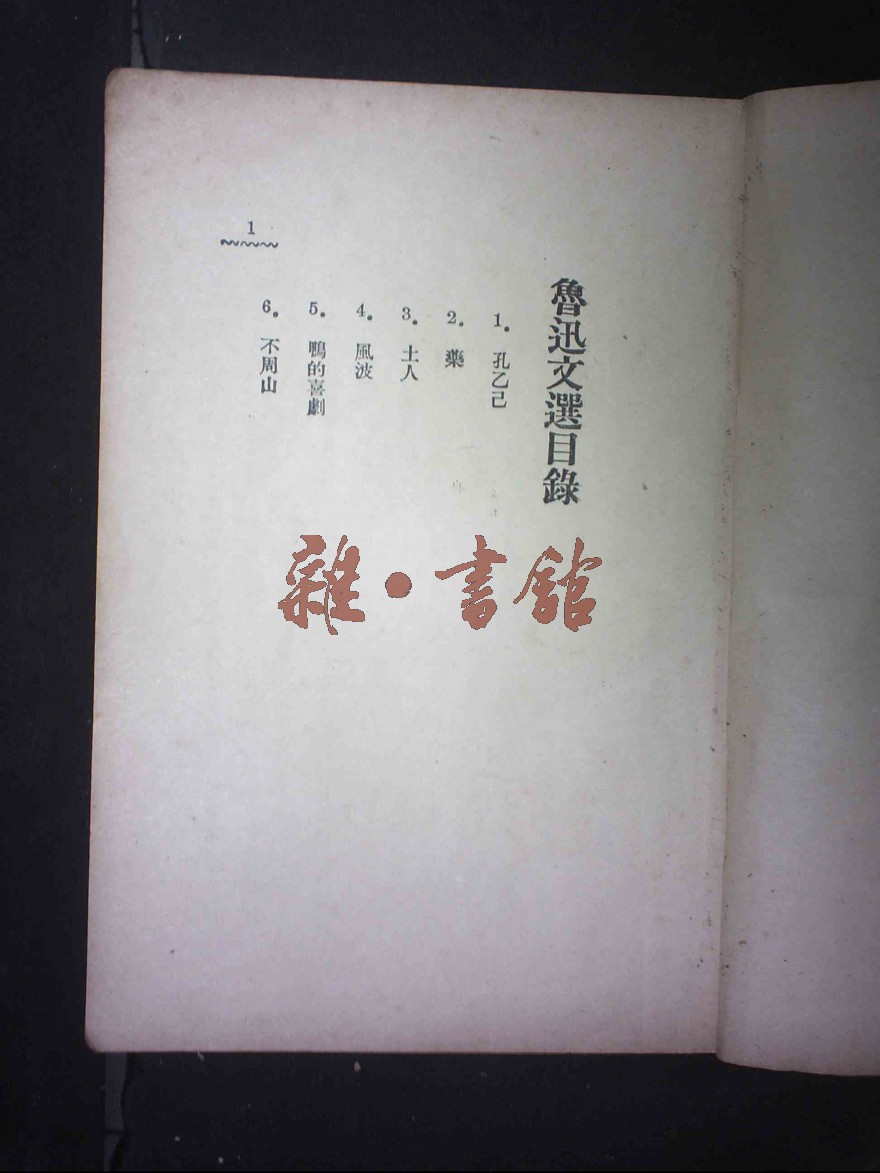 魯迅文選目錄
1. 孔乙己
2. 藥
3. 土人
4. 風波
5. 鴨的喜劇
6. 不周山
1
雜•書館